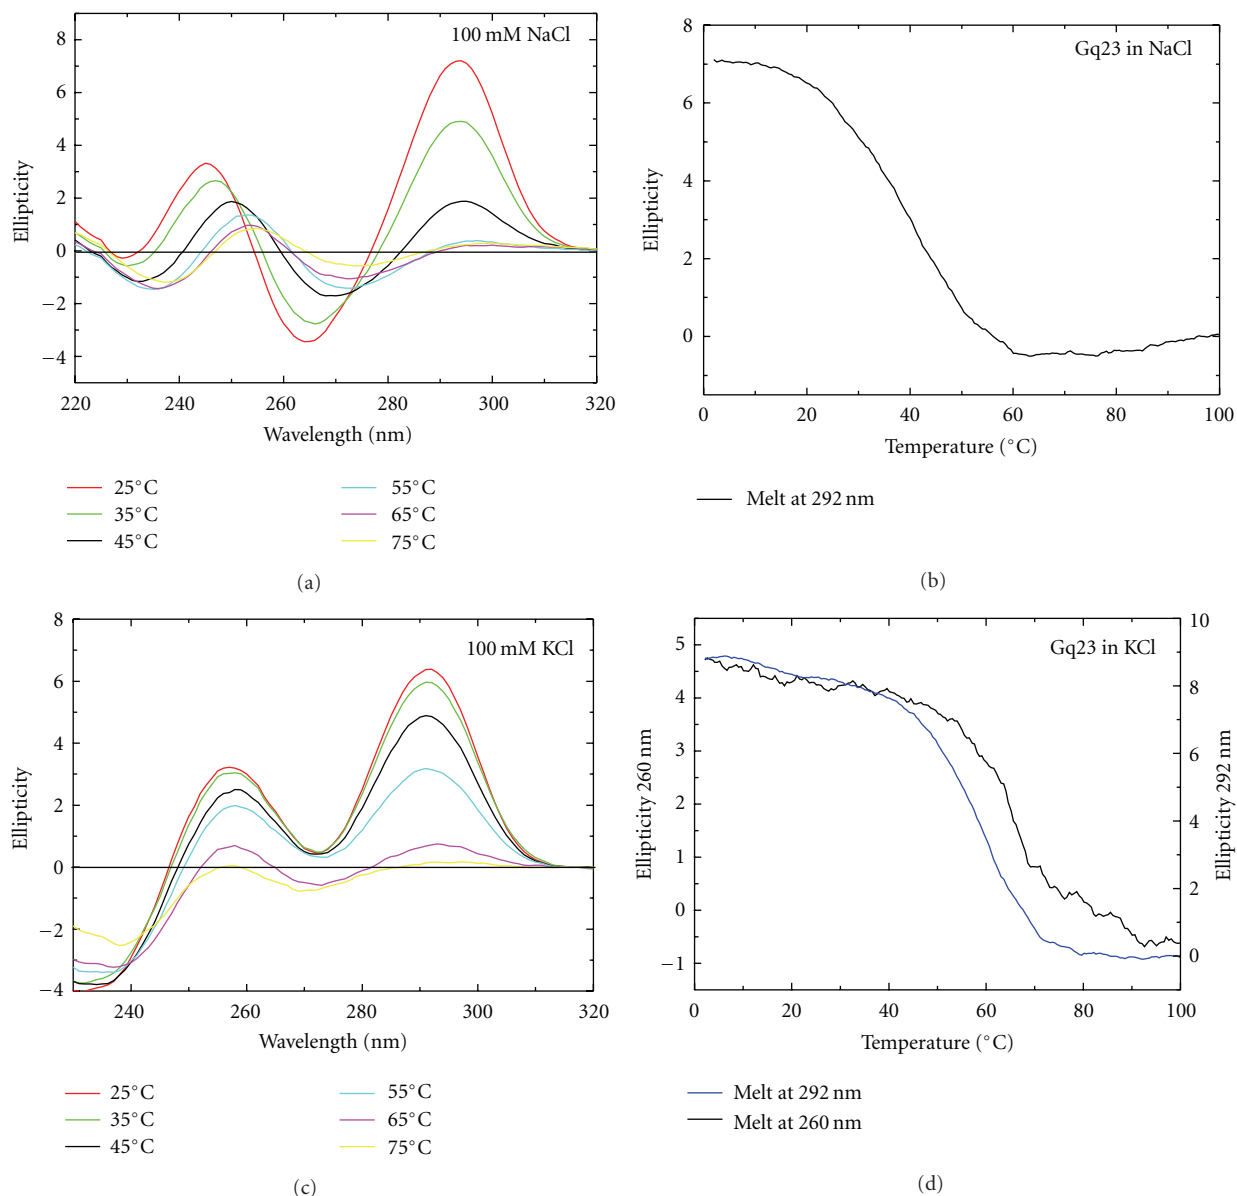 100 mM NaCl
8
6
4
2
0
−2
−4
Ellipticity
220
240
260
280
300
320
Wavelength (nm)
25°C
35°C
45°C
55°C
65°C
75°C
(a)
Gq23 in NaCl
8
6
4
2
0
Ellipticity
0
20
40
60
80
100
Temperature (°C)
Melt at 292 nm
(b)
100 mM KCl
8
6
4
2
0
−2
−4
Ellipticity
240
260
280
300
320
Wavelength (nm)
25°C
35°C
45°C
55°C
65°C
75°C
(c)
Gq23 in KCl
5
4
3
2
1
0
−1
Ellipticity 260 nm
10
8
6
4
2
0
Ellipticity 292 nm
0
20
40
60
80
100
Temperature (°C)
Melt at 292 nm
Melt at 260 nm
(d)